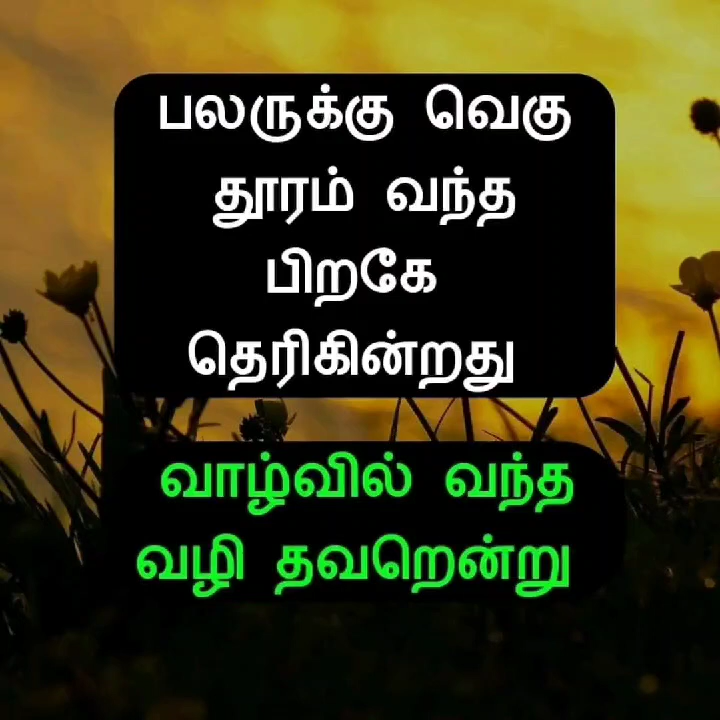 பலருக்கு வெகு
தூரம் வந்த
பிறகே
தெரிகின்றது
வாழ்வில் வந்த
வழி தவறென்று